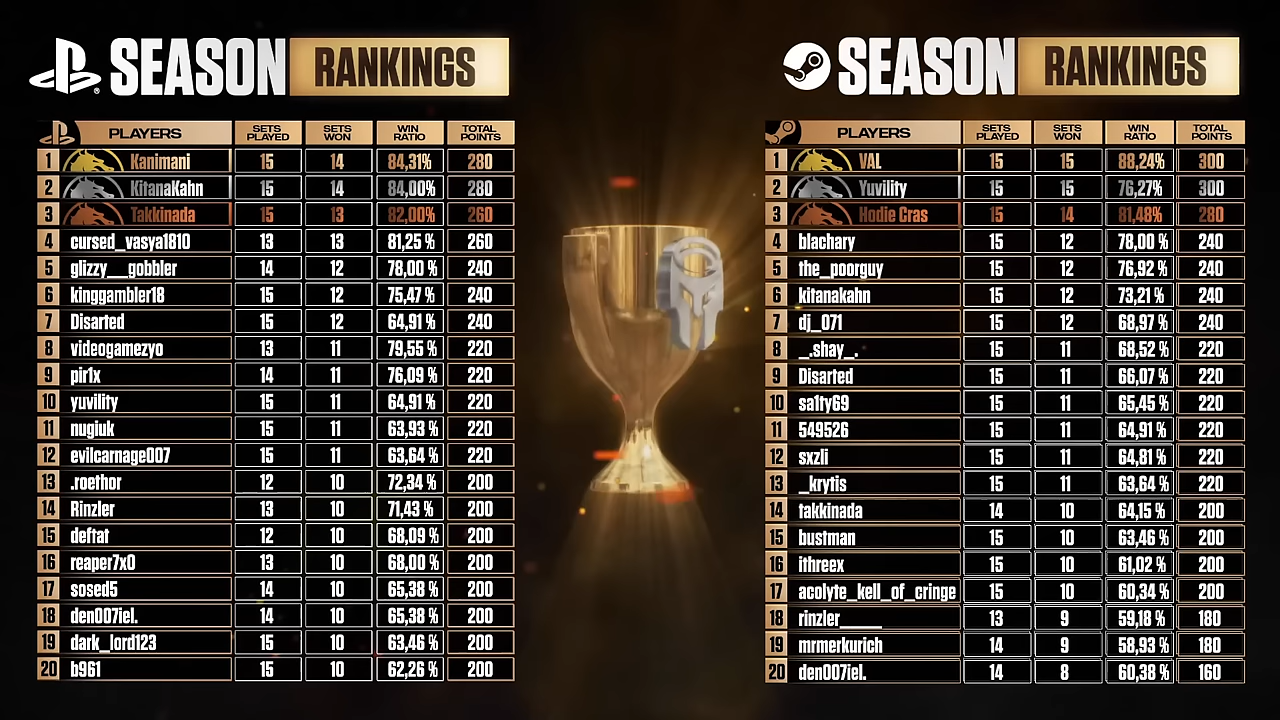 SEASON RANKINGS
PLAYERS SETS PLAYED SETS WON WIN RATIO TOTAL POINTS
1 Kanimani 15 14 84,31% 280
2 KitanaKahn 15 14 84,00% 280
3 Takkinada 15 13 82,00% 260
4 cursed_vasya1810 13 13 81,25 % 260
5 glizzy__gobbler 14 12 78,00 % 240
6 kinggambler18 15 12 75,47 % 240
7 Disarted 15 12 64,91 % 240
8 videogamezyo 13 11 79,55 % 220
9 pir1x 14 11 76,09 % 220
10 yuvility 15 11 64,91 % 220
11 nugiuk 15 11 63,93 % 220
12 evilcarnage007 15 11 63,64 % 220
13 .roethor 12 10 72,34 % 200
14 Rinzler 13 10 71,43 % 200
15 deftat 12 10 68,09 % 200
16 reaper7x0 13 10 68,00 % 200
17 sosed5 14 10 65,38 % 200
18 den007iel. 14 10 65,38 % 200
19 dark_lord123 15 10 63,46 % 200
20 b961 15 10 62,26 % 200
SEASON RANKINGS
PLAYERS SETS PLAYED SETS WON WIN RATIO TOTAL POINTS
1 VAL 15 15 88,24% 300
2 Yuvility 15 15 76,27% 300
3 Hodie Cras 15 14 81,48% 280
4 blachary 15 12 78,00 % 240
5 the_poorguy 15 12 76,92 % 240
6 kitanakahn 15 12 73,21 % 240
7 dj_071 15 12 68,97 % 240
8 _.shay_. 15 11 68,52 % 220
9 Disarted 15 11 66,07 % 220
10 sa1ty69 15 11 65,45 % 220
11 549526 15 11 64,91 % 220
12 sxzli 15 11 64,81 % 220
13 _krytis 15 11 63,64 % 220
14 takkinada 14 10 64,15 % 200
15 bustman 15 10 63,46 % 200
16 ithreex 15 10 61,02 % 200
17 acolyte_kell_of_cringe 15 10 60,34 % 200
18 rinzler_____ 13 9 59,18 % 180
19 mrmerkurich 14 9 58,93 % 180
20 den007iel. 14 8 60,38 % 160